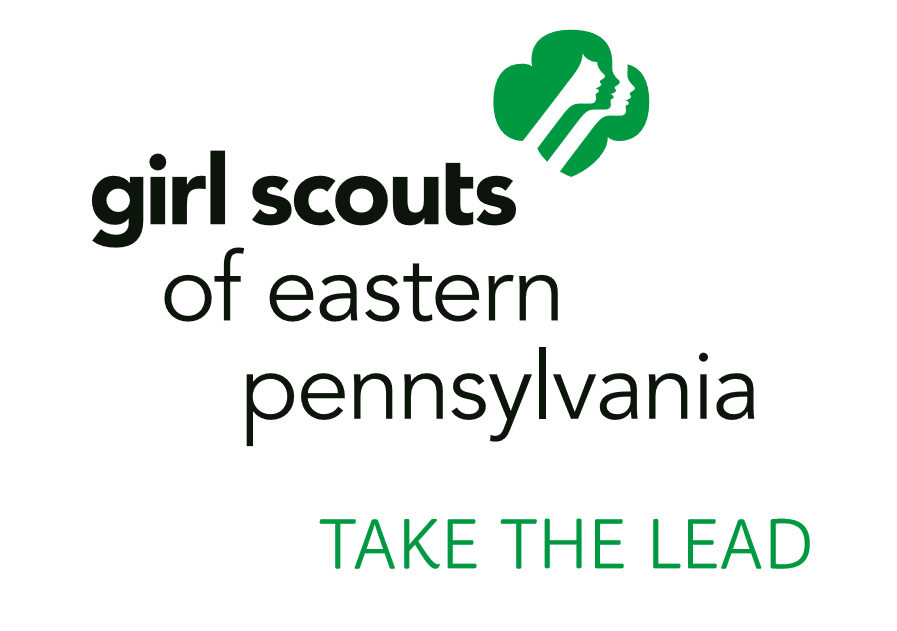 girl scouts
of eastern
pennsylvania
TAKE THE LEAD